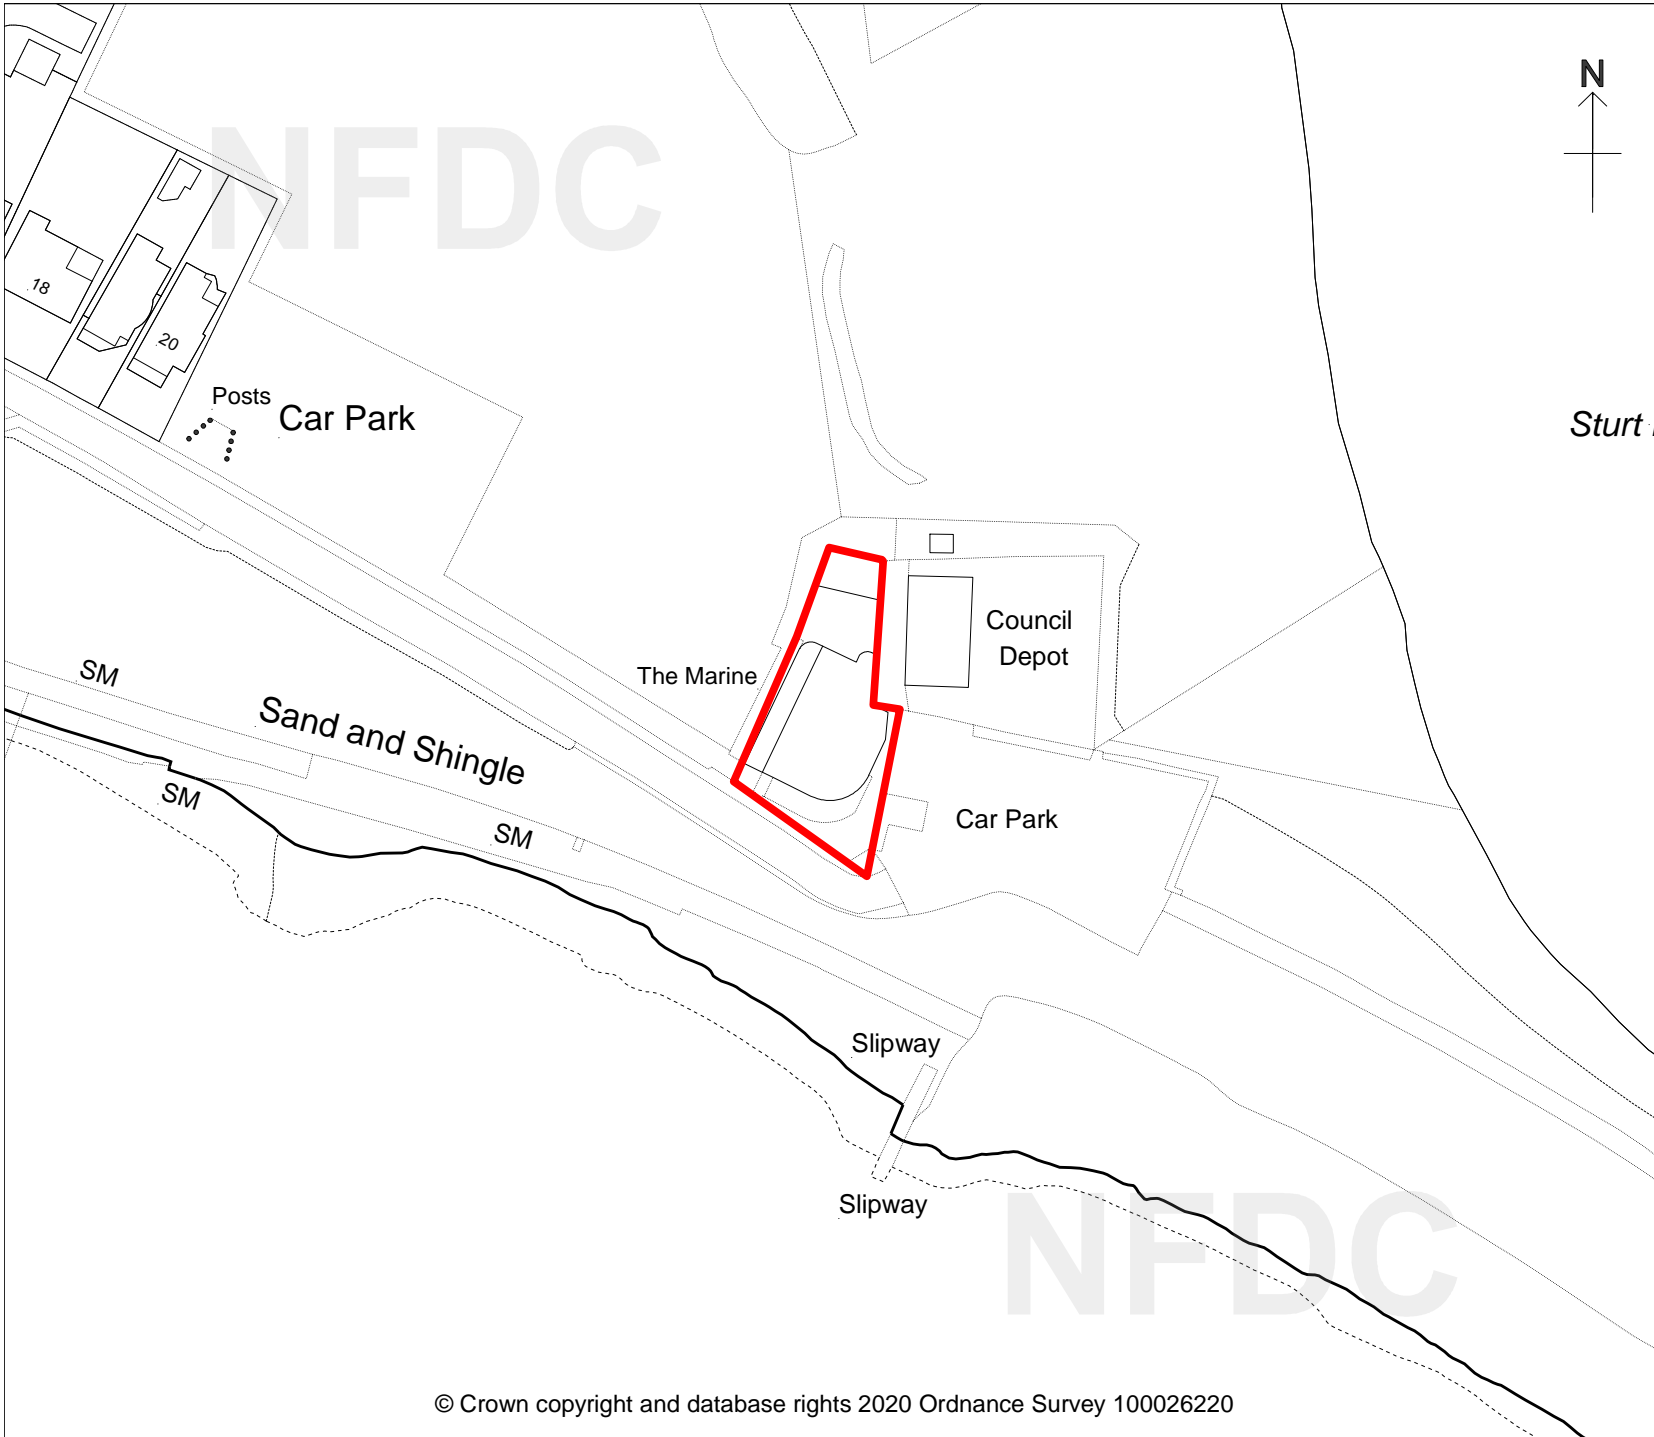 NFDC
N
18
20
Posts
Car Park
Sturt
Council
Depot
The Marine
SM
Sand and Shingle
SM
SM
Car Park
Slipway
Slipway
NFDC
© Crown copyright and database rights 2020 Ordnance Survey 100026220